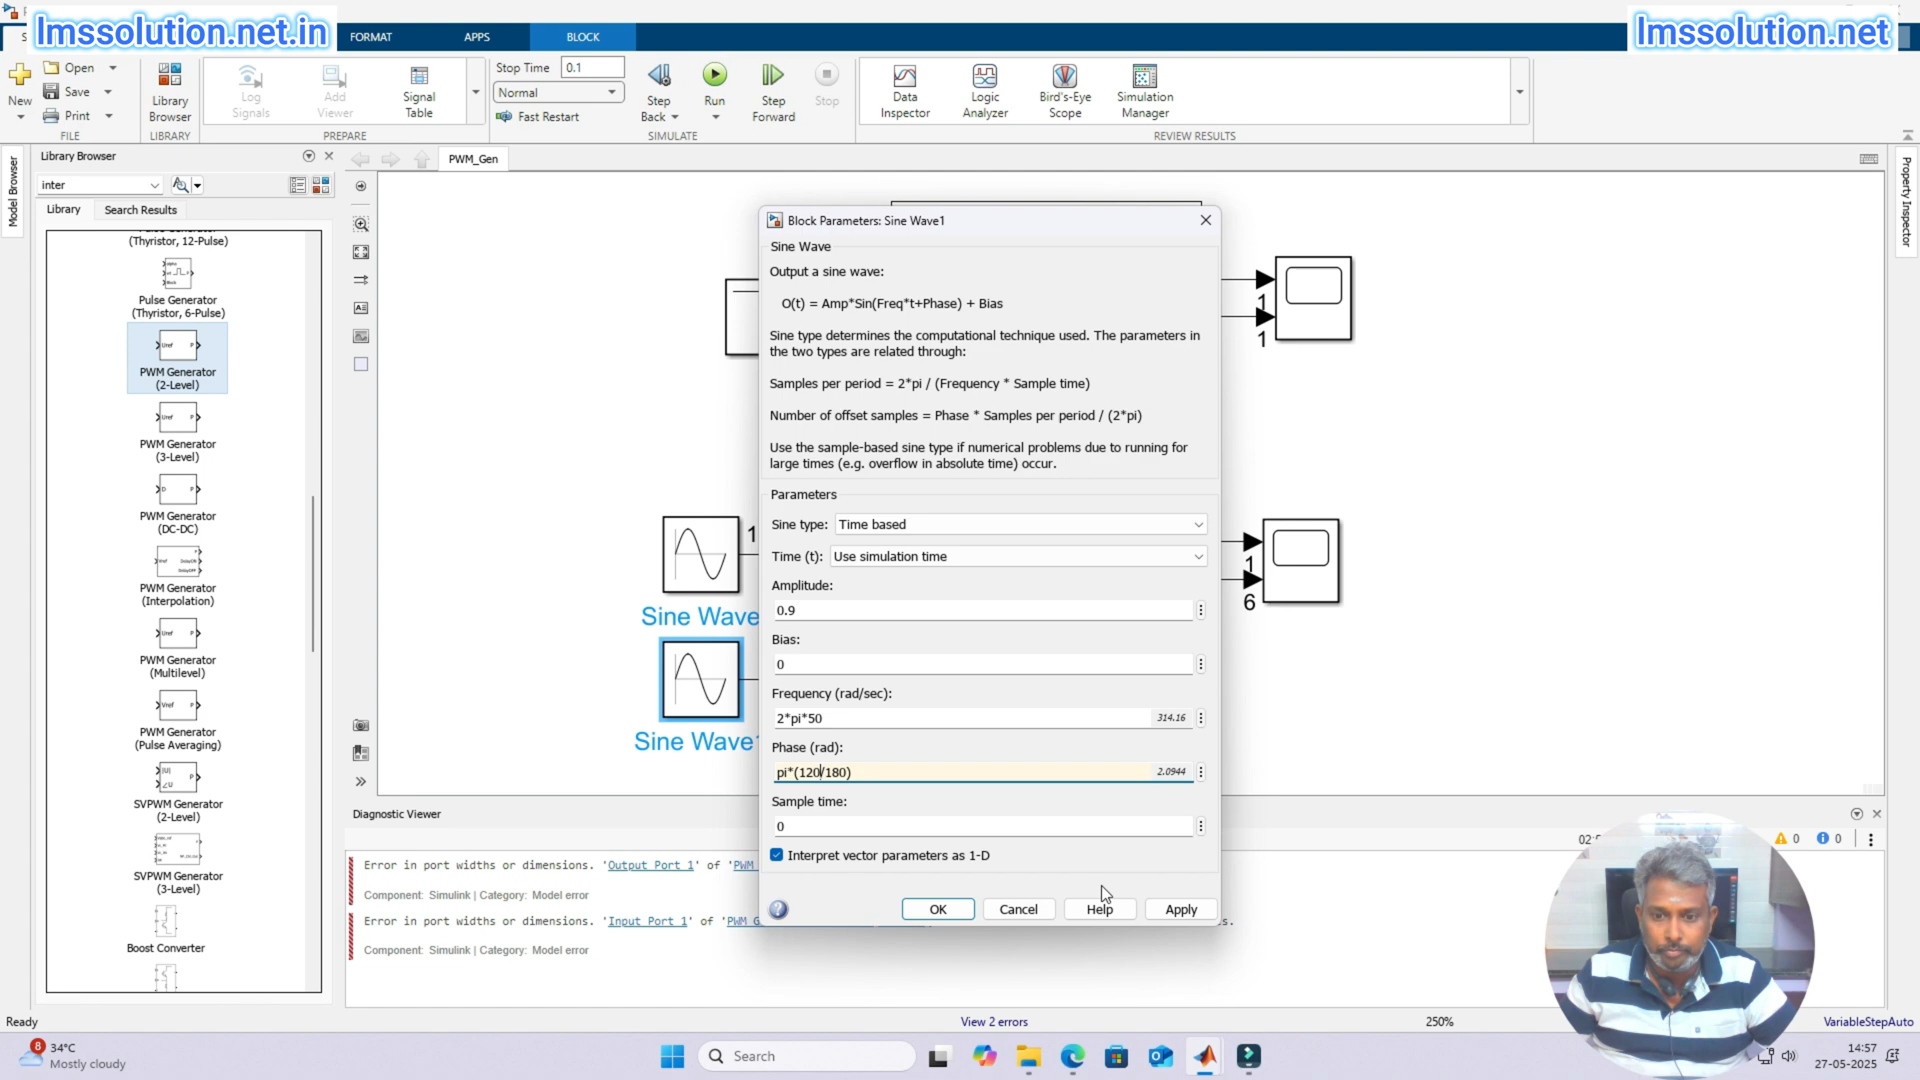 lmssolution.net.in
FORMAT
APPS
BLOCK
lmssolution.net
New
Open
Save
Print
FILE
Library
Browser
LIBRARY
Log
Signals
Add
Viewer
Signal
Table
PREPARE
Stop Time
0.1
Normal
Fast Restart
Step
Back
Run
Step
Forward
Stop
SIMULATE
Data
Inspector
Logic
Analyzer
Bird's-Eye
Scope
Simulation
Manager
REVIEW RESULTS
Model Browser
Library Browser
inter
Library
Search Results
(Thyristor, 12-Pulse)
Pulse Generator
(Thyristor, 6-Pulse)
PWM Generator
(2-Level)
PWM Generator
(3-Level)
PWM Generator
(DC-DC)
PWM Generator
(Interpolation)
PWM Generator
(Multilevel)
PWM Generator
(Pulse Averaging)
SVPWM Generator
(2-Level)
SVPWM Generator
(3-Level)
Boost Converter
PWM_Gen
Property Inspector
1
1
1
Sine Wave
Sine Wave1
1
6
Block Parameters: Sine Wave1
Sine Wave
Output a sine wave:
O(t) = Amp*Sin(Freq*t+Phase) + Bias
Sine type determines the computational technique used. The parameters in
the two types are related through:
Samples per period = 2*pi / (Frequency * Sample time)
Number of offset samples = Phase * Samples per period / (2*pi)
Use the sample-based sine type if numerical problems due to running for
large times (e.g. overflow in absolute time) occur.
Parameters
Sine type: Time based
Time (t): Use simulation time
Amplitude:
0.9
Bias:
0
Frequency (rad/sec):
2*pi*50
314.16
Phase (rad):
pi*(120/180)
2.0944
Sample time:
0
Interpret vector parameters as 1-D
OK
Cancel
Help
Apply
Diagnostic Viewer
0
0
Error in port widths or dimensions. 'Output Port 1' of 'PWM
Component: Simulink | Category: Model error
Error in port widths or dimensions. 'Input Port 1' of 'PWM
Component: Simulink | Category: Model error
Ready
View 2 errors
250%
VariableStepAuto
8
34°C
Mostly cloudy
Search
14:57
27-05-2025